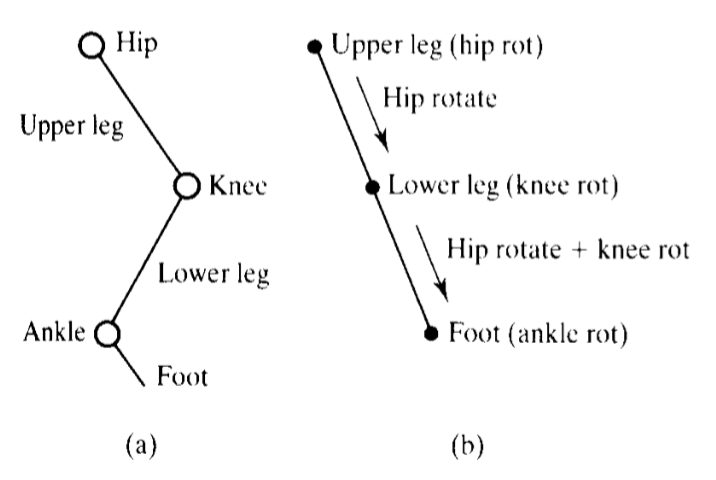 Hip
Upper leg
Knee
Lower leg
Ankle
Foot
(a)
Upper leg (hip rot)
Hip rotate
Lower leg (knee rot)
Hip rotate + knee rot
Foot (ankle rot)
(b)